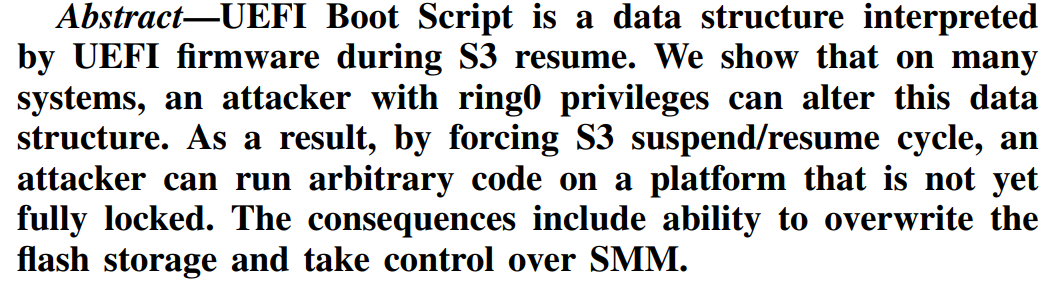 Abstract—UEFI Boot Script is a data structure interpreted
by UEFI firmware during S3 resume. We show that on many
systems, an attacker with ring0 privileges can alter this data
structure. As a result, by forcing S3 suspend/resume cycle, an
attacker can run arbitrary code on a platform that is not yet
fully locked. The consequences include ability to overwrite the
flash storage and take control over SMM.